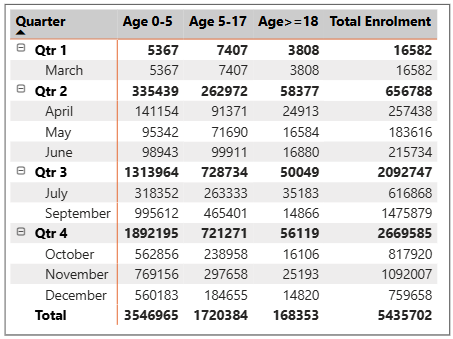 Quarter Age 0-5 Age 5-17 Age>=18 Total Enrolment
Qtr 1 5367 7407 3808 16582
March 5367 7407 3808 16582
Qtr 2 335439 262972 58377 656788
April 141154 91371 24913 257438
May 95342 71690 16584 183616
June 98943 99911 16880 215734
Qtr 3 1313964 728734 50049 2092747
July 318352 263333 35183 616868
September 995612 465401 14866 1475879
Qtr 4 1892195 721271 56119 2669585
October 562856 238958 16106 817920
November 769156 297658 25193 1092007
December 560183 184655 14820 759658
Total 3546965 1720384 168353 5435702